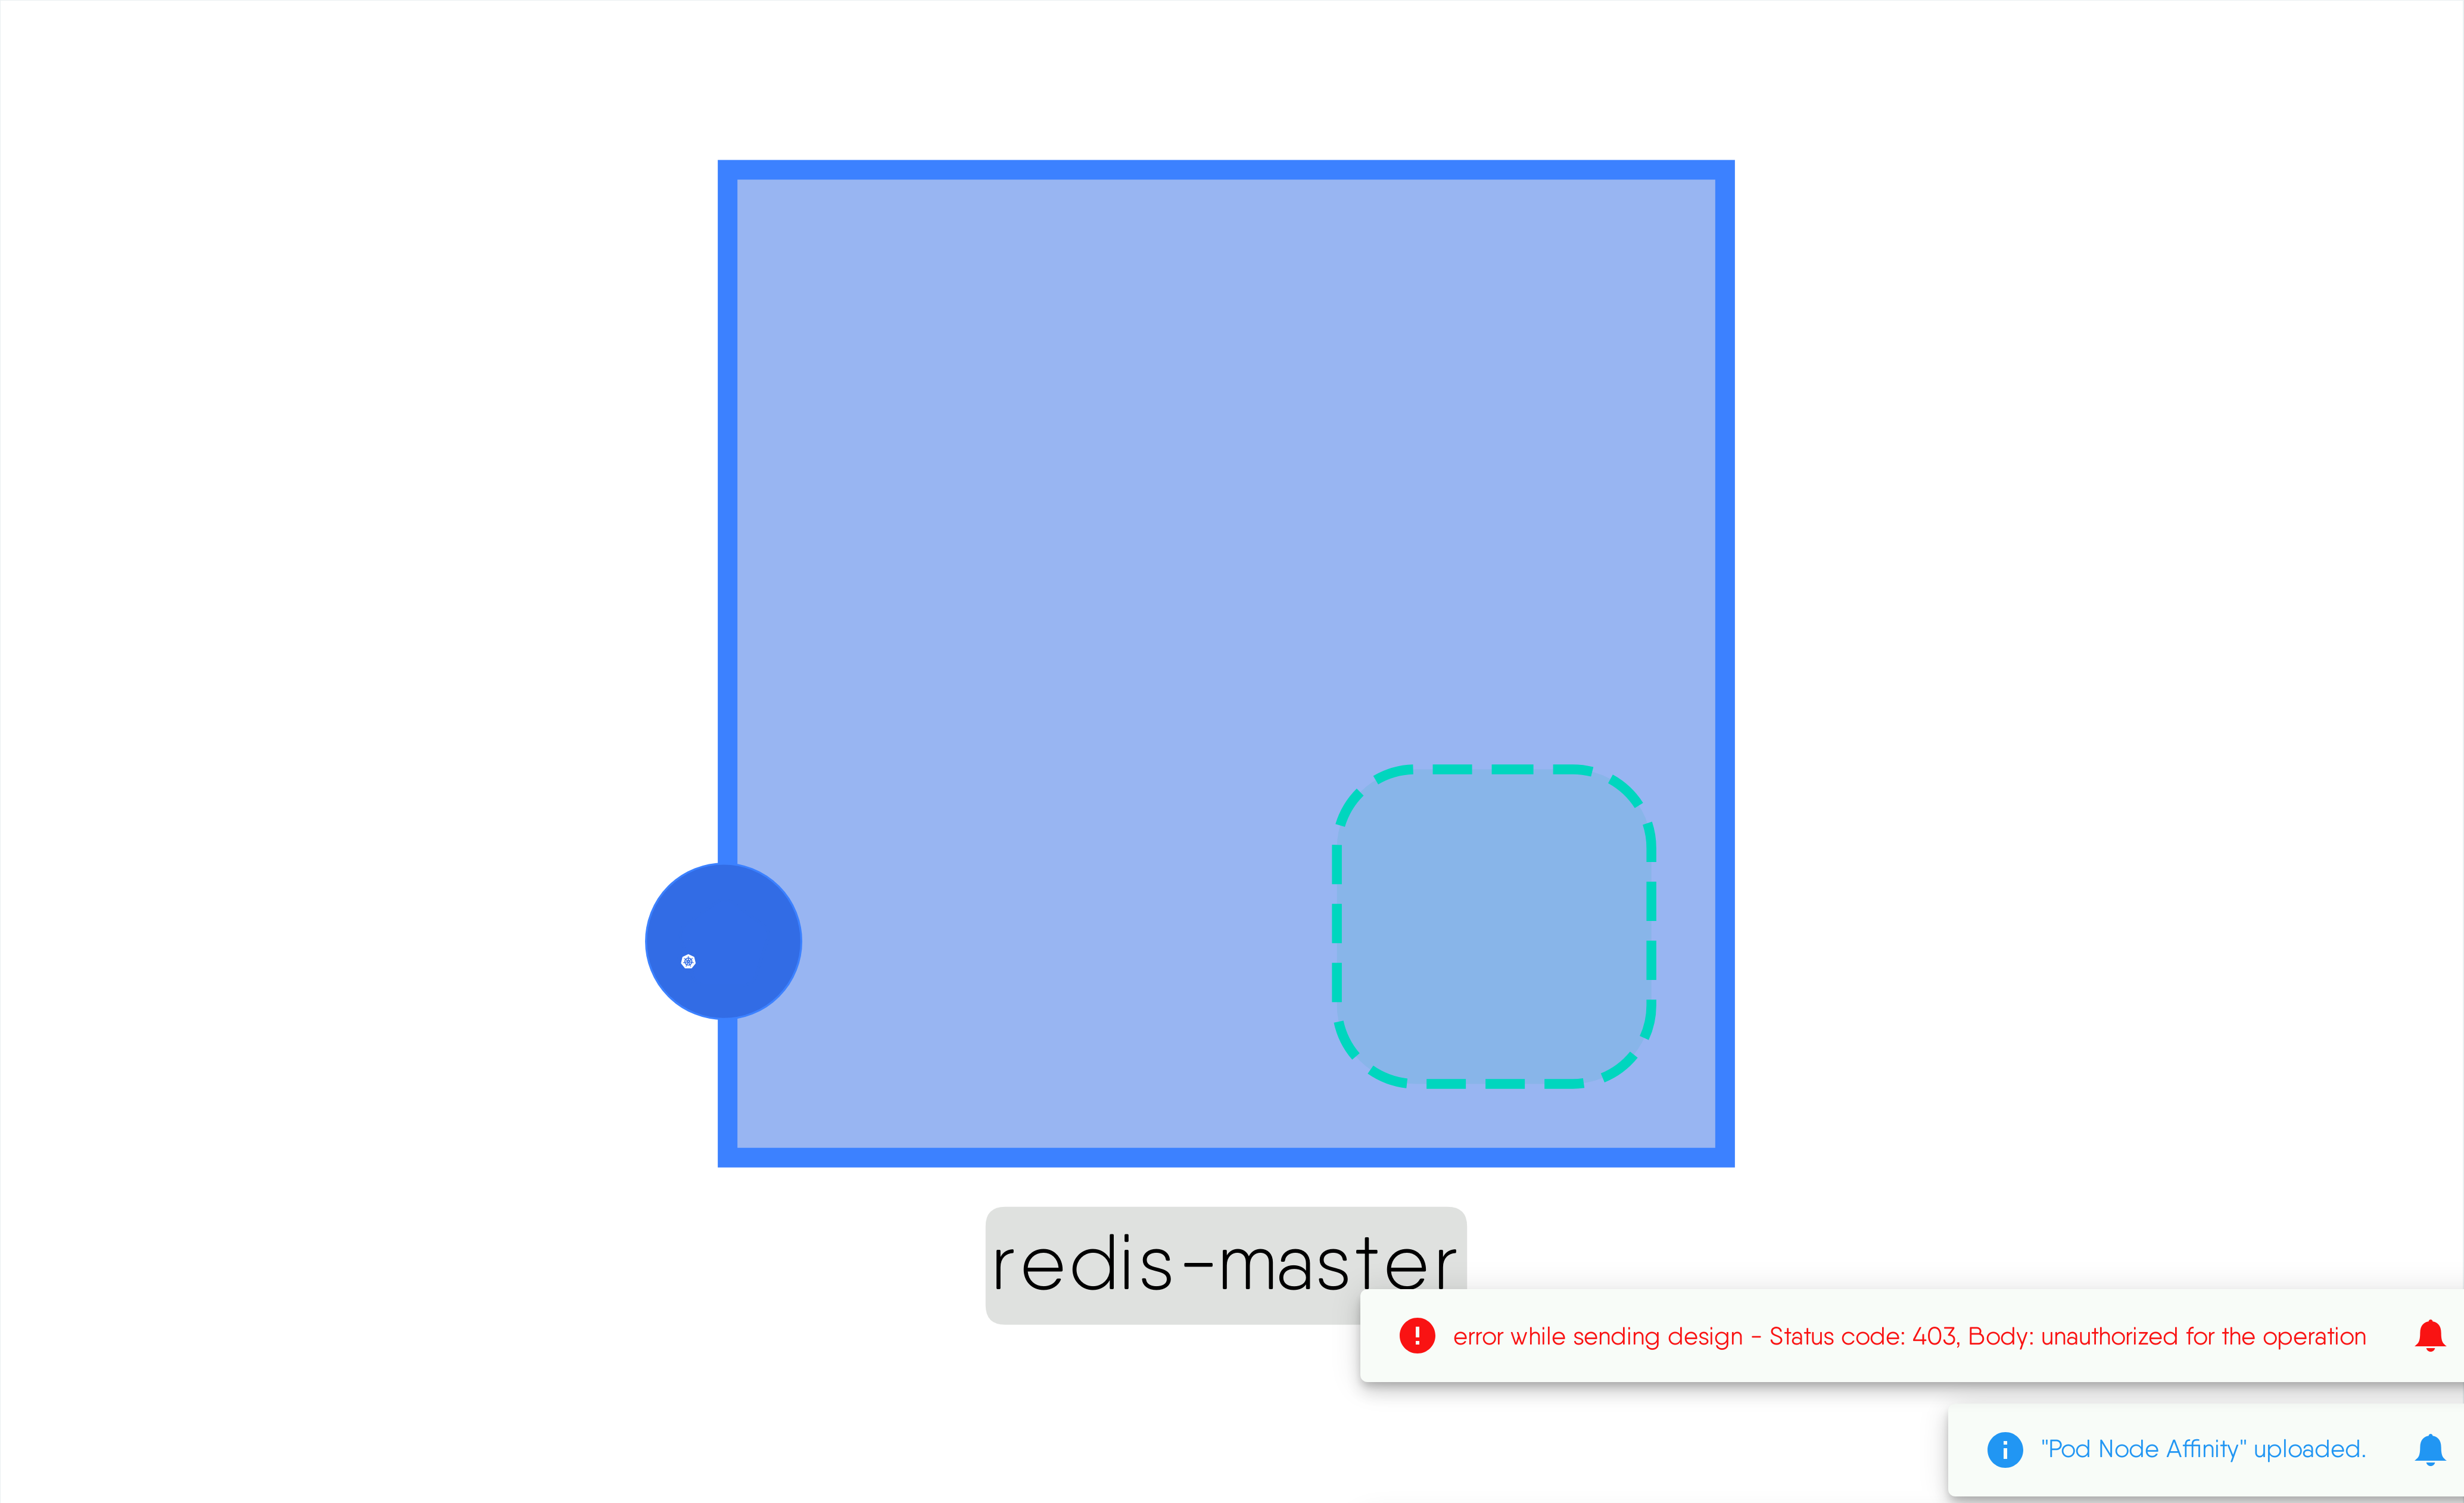 redis-master
error while sending design - Status code: 403, Body: unauthorized for the operation
"Pod Node Affinity" uploaded.